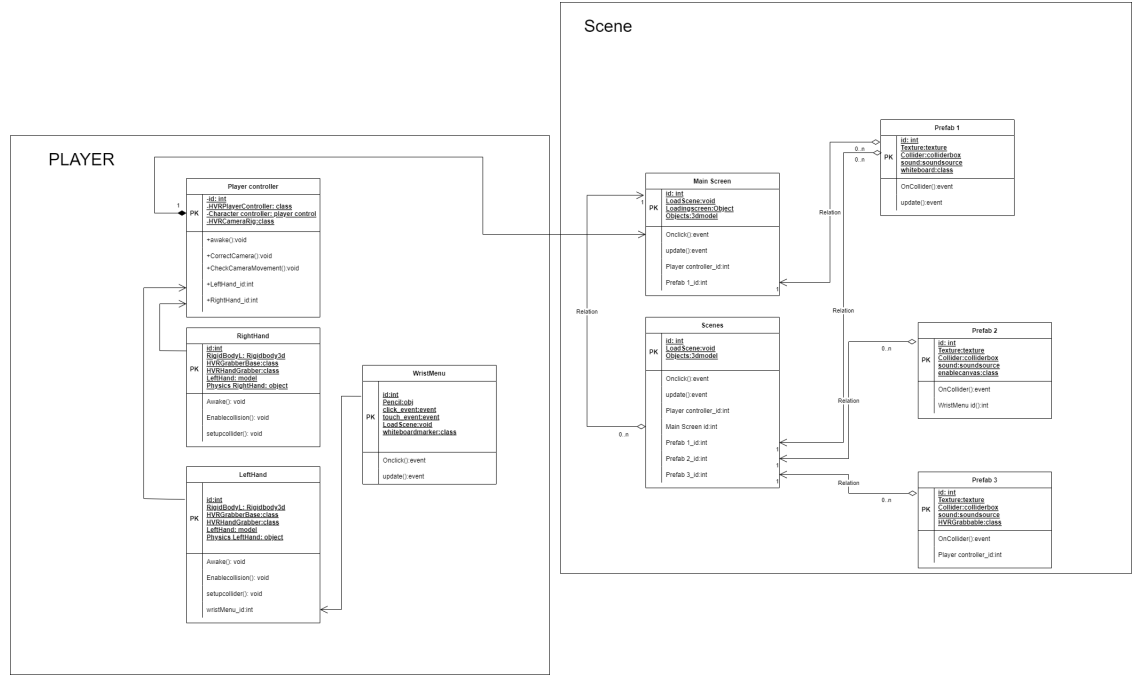 Scene
PLAYER
Player controller
PK
-id: int
-HVRPlayerController: class
-Character controller: player control
-HVRCameraRig:class
+awake():void
+CorrectCamera():void
+CheckCameraMovement():void
+LeftHand_id:int
+RightHand_id:int
1
RightHand
PK
id:int
RigidBodyL: Rigidbody3d
HVRGrabberBase:class
HVRHandGrabber:class
LeftHand: model
Physics RightHand: object
Awake(): void
Enablecollision(): void
setupcollider(): void
LeftHand
PK
id:int
RigidBodyL: Rigidbody3d
HVRGrabberBase:class
HVRHandGrabber:class
LeftHand: model
Physics LeftHand: object
Awake(): void
Enablecollision(): void
setupcollider(): void
wristMenu_id:int
WristMenu
PK
id:int
Pencil:obj
click_event:event
touch_event:event
LoadScene:void
whiteboardmarker:class
Onclick():event
update():event
Main Screen
PK
id: int
LoadScene:void
Loadingscreen:Object
Objects:3dmodel
Onclick():event
update():event
Player controller_id:int
Prefab 1_id:int
1
1
Relation
0..n
Scenes
PK
id: int
LoadScene:void
Objects:3dmodel
Onclick():event
update():event
Player controller_id:int
Main Screen id:int
Prefab 1_id:int
Prefab 2_id:int
Prefab 3_id:int
1
1
1
Relation
Relation
Relation
Prefab 1
PK
id: int
Texture:texture
Collider:colliderbox
sound:soundsource
whiteboard:class
OnCollider():event
update():event
0..n
0..n
Prefab 2
PK
id: int
Texture:texture
Collider:colliderbox
sound:soundsource
enablecanvas:class
OnCollider():event
WristMenu id():int
0..n
Prefab 3
PK
id: int
Texture:texture
Collider:colliderbox
sound:soundsource
HVRGrabbable:class
OnCollider():event
Player controller_id:int
0..n